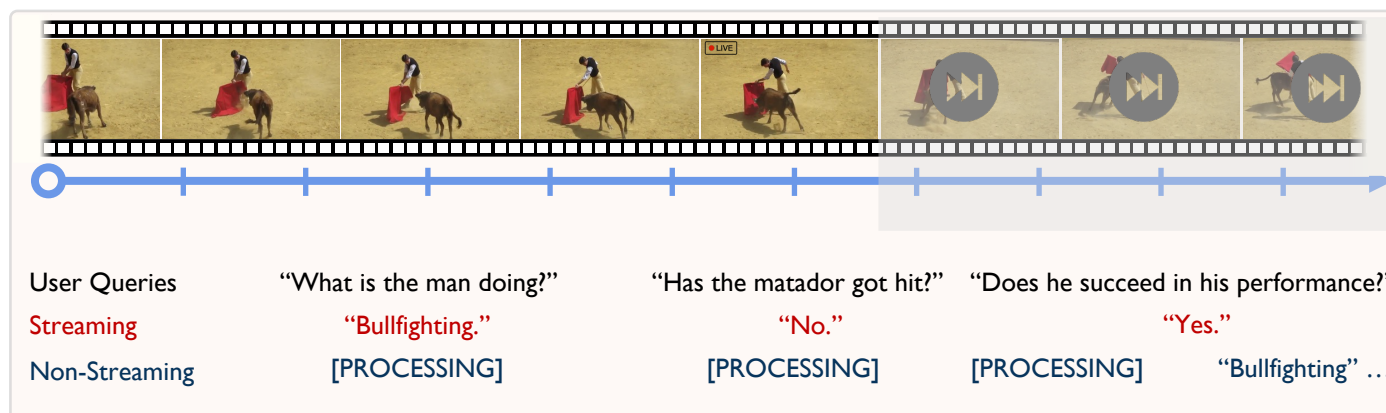 LIVE
User Queries “What is the man doing?” “Has the matador got hit?” “Does he succeed in his performance?”
Streaming “Bullfighting.” “No.” “Yes.”
Non-Streaming [PROCESSING] [PROCESSING] [PROCESSING] “Bullfighting” ...